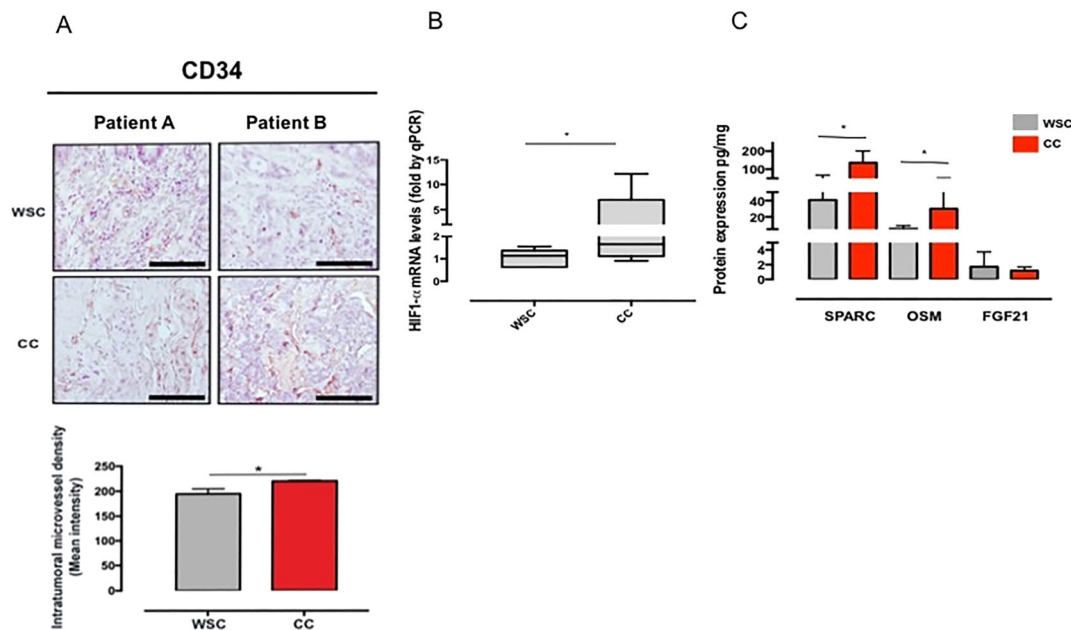 A
CD34
Patient A Patient B
WSC
CC
Intratumoral microvessel density
(Mean intensity)
250
200
150
100
50
0
*
WSC CC
B
HIF1-α mRNA levels (fold by qPCR)
15
10
5
2
1
0
*
WSC CC
C
Protein expression pg/mg
200
100
40
20
4
2
0
*
*
WSC
CC
SPARC OSM FGF21